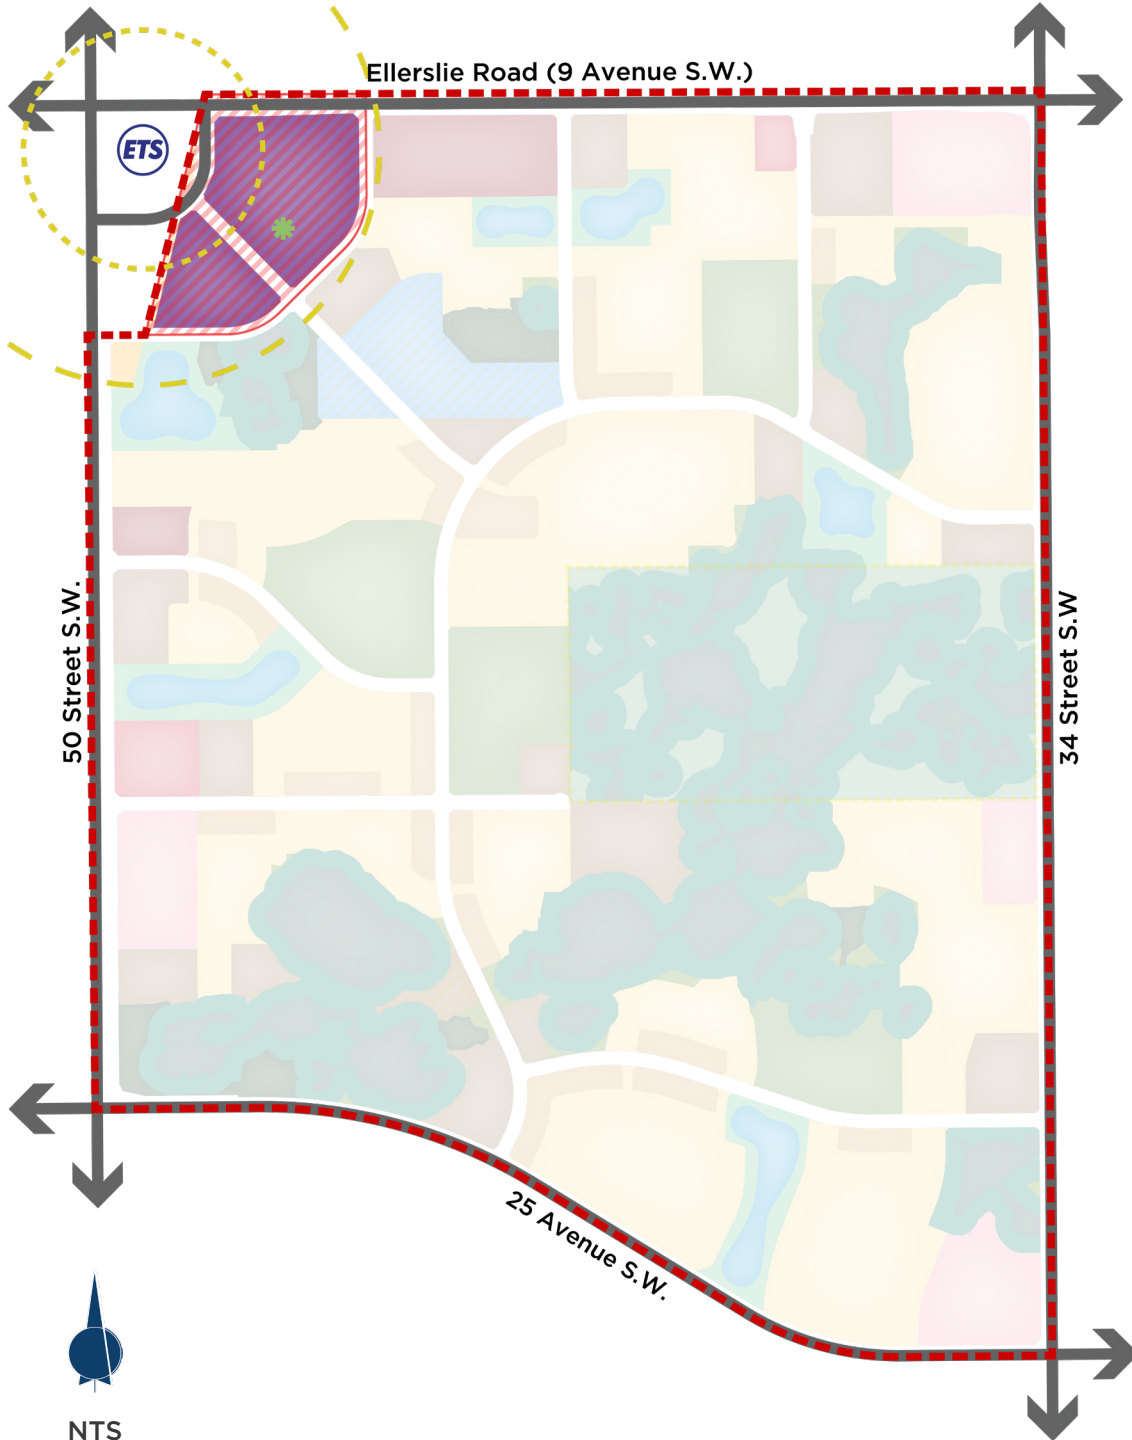 Ellerslie Road (9 Avenue S.W.)
ETS
50 Street S.W.
34 Street S.W
25 Avenue S.W.
NTS